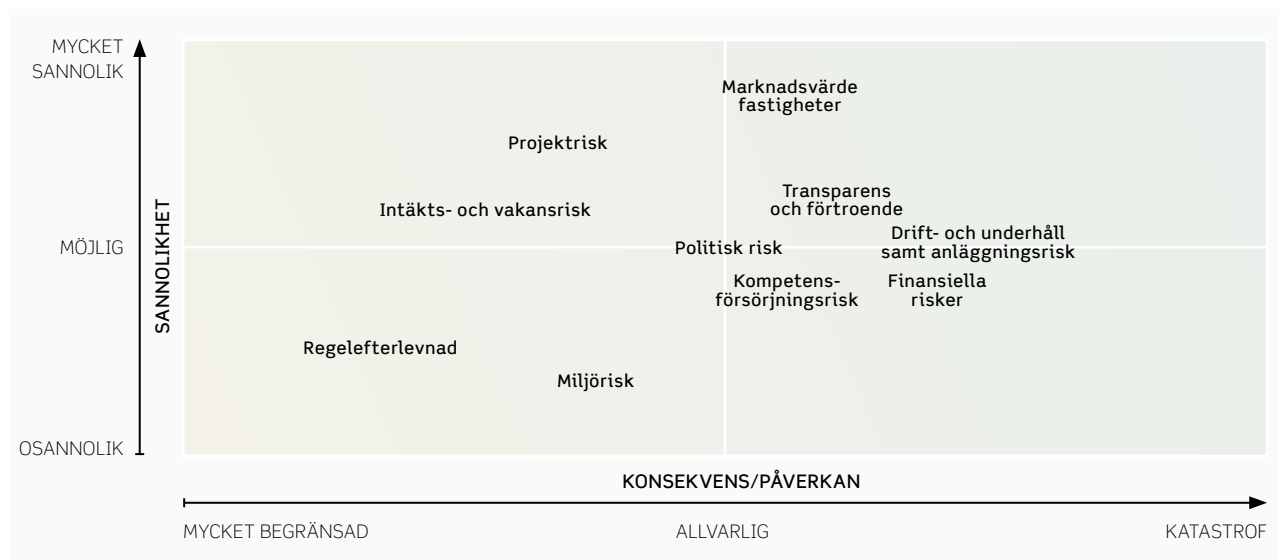 MYCKET
SANNOLIK
Marknadsvärde
fastigheter
Projektrisk
Transparens
och förtroende
Intäkts- och vakansrisk
Drift- och underhåll
samt anläggningsrisk
MÖJLIG
Politisk risk
SANNOLIKHET
Kompetens-
försörjningsrisk
Finansiella
risker
Regelefterlevnad
Miljörisk
OSANNOLIK
KONSEKVENS/PÅVERKAN
MYCKET BEGRÄNSAD
ALLVARLIG
KATASTROF